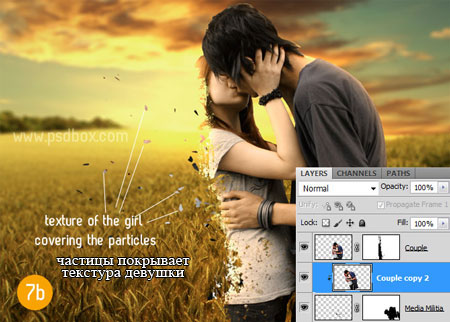 www.psdbox.com
texture of the girl
covering the particles
частицы покрывает
текстура девушки
7b
LAYERS CHANNELS PATHS
Normal Opacity: 100%
Unify: Propagate Frame 1
Lock: Fill: 100%
Couple
Couple copy 2
Media Militia